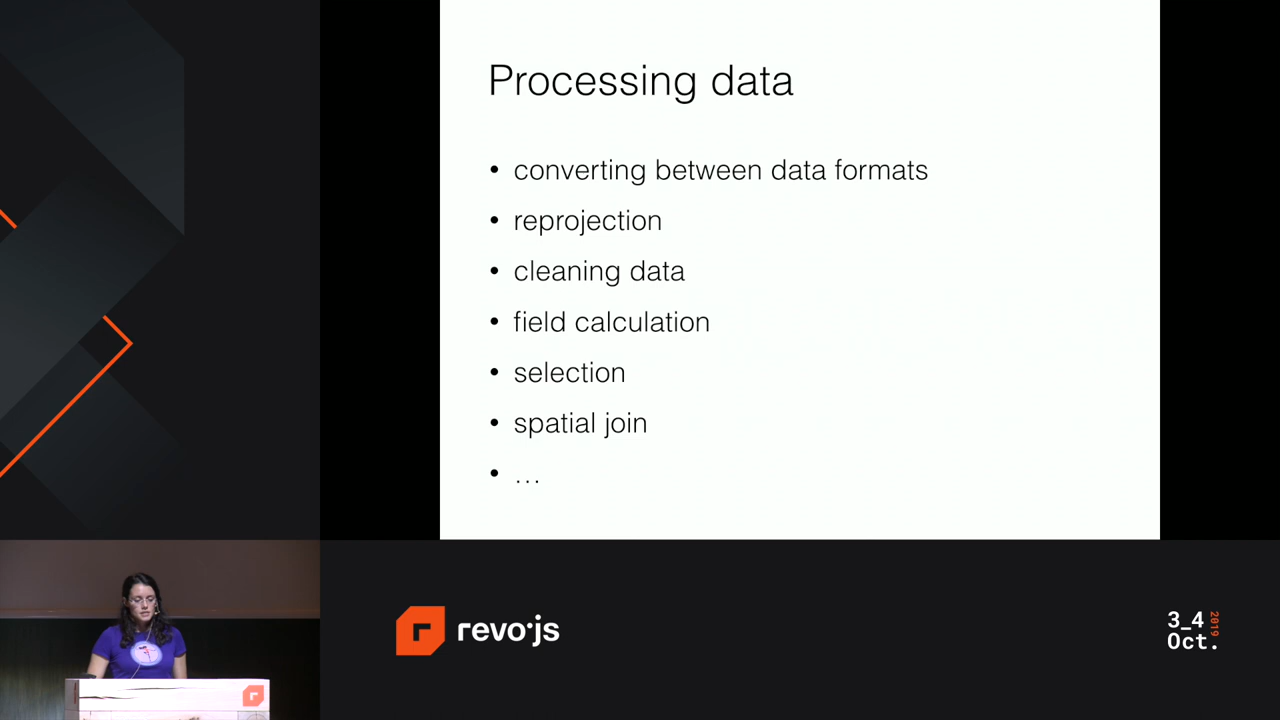 Processing data
• converting between data formats
• reprojection
• cleaning data
• field calculation
• selection
• spatial join
• ...
r revo·js
3_4 2019
Oct.
r